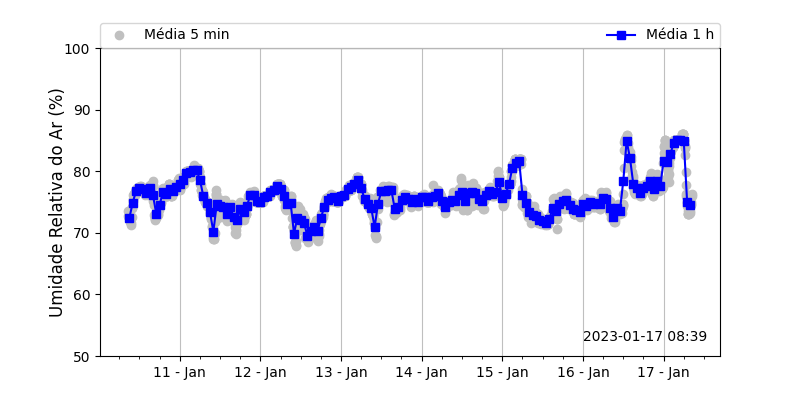 Média 5 min
Média 1 h
Umidade Relativa do Ar (%)
100
90
80
70
60
50
2023-01-17 08:39
11 - Jan
12 - Jan
13 - Jan
14 - Jan
15 - Jan
16 - Jan
17 - Jan